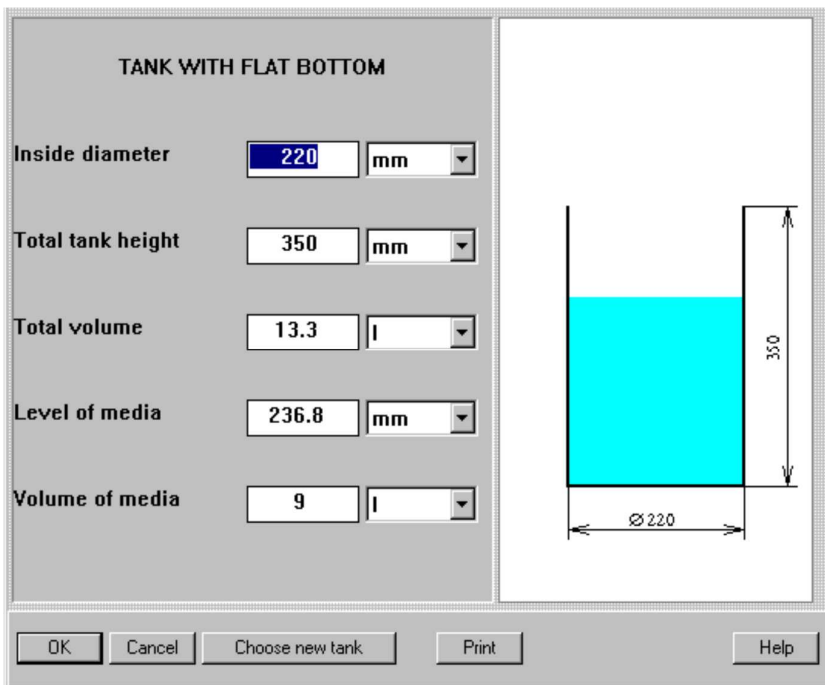 TANK WITH FLAT BOTTOM
Inside diameter 220 mm
Total tank height 350 mm
Total volume 13.3 l
Level of media 236.8 mm
Volume of media 9 l
350
Ø 220
OK Cancel Choose new tank Print Help